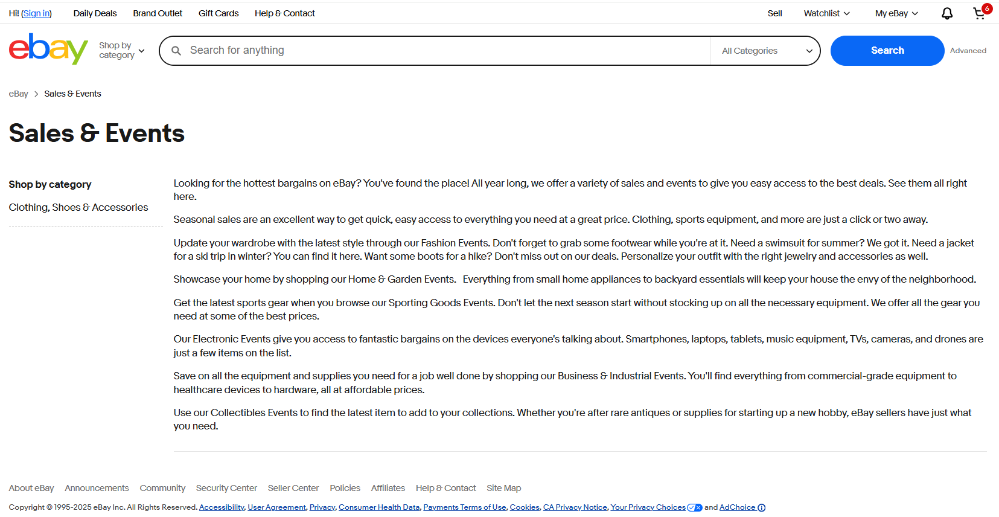 Hi! (Sign in) Daily Deals Brand Outlet Gift Cards Help & Contact Sell Watchlist My eBay 6
ebay Shop by category Search for anything All Categories Search Advanced
eBay Sales & Events
Sales & Events
Shop by category
Clothing, Shoes & Accessories
Looking for the hottest bargains on eBay? You've found the place! All year long, we offer a variety of sales and events to give you easy access to the best deals. See them all right
here.
Seasonal sales are an excellent way to get quick, easy access to everything you need at a great price. Clothing, sports equipment, and more are just a click or two away.
Update your wardrobe with the latest style through our Fashion Events. Don't forget to grab some footwear while you're at it. Need a swimsuit for summer? We got it. Need a jacket
for a ski trip in winter? You can find it here. Want some boots for a hike? Don't miss out on our deals. Personalize your outfit with the right jewelry and accessories as well.
Showcase your home by shopping our Home & Garden Events.   Everything from small home appliances to backyard essentials will keep your house the envy of the neighborhood.
Get the latest sports gear when you browse our Sporting Goods Events. Don't let the next season start without stocking up on all the necessary equipment. We offer all the gear you
need at some of the best prices.
Our Electronic Events give you access to fantastic bargains on the devices everyone's talking about. Smartphones, laptops, tablets, music equipment, TVs, cameras, and drones are
just a few items on the list.
Save on all the equipment and supplies you need for a job well done by shopping our Business & Industrial Events. You'll find everything from commercial-grade equipment to
healthcare devices to hardware, all at affordable prices.
Use our Collectibles Events to find the latest item to add to your collections. Whether you're after rare antiques or supplies for starting up a new hobby, eBay sellers have just what
you need.
About eBay Announcements Community Security Center Seller Center Policies Affiliates Help & Contact Site Map
Copyright © 1995-2025 eBay Inc. All Rights Reserved. Accessibility, User Agreement, Privacy, Consumer Health Data, Payments Terms of Use, Cookies, CA Privacy Notice, Your Privacy Choices and AdChoice